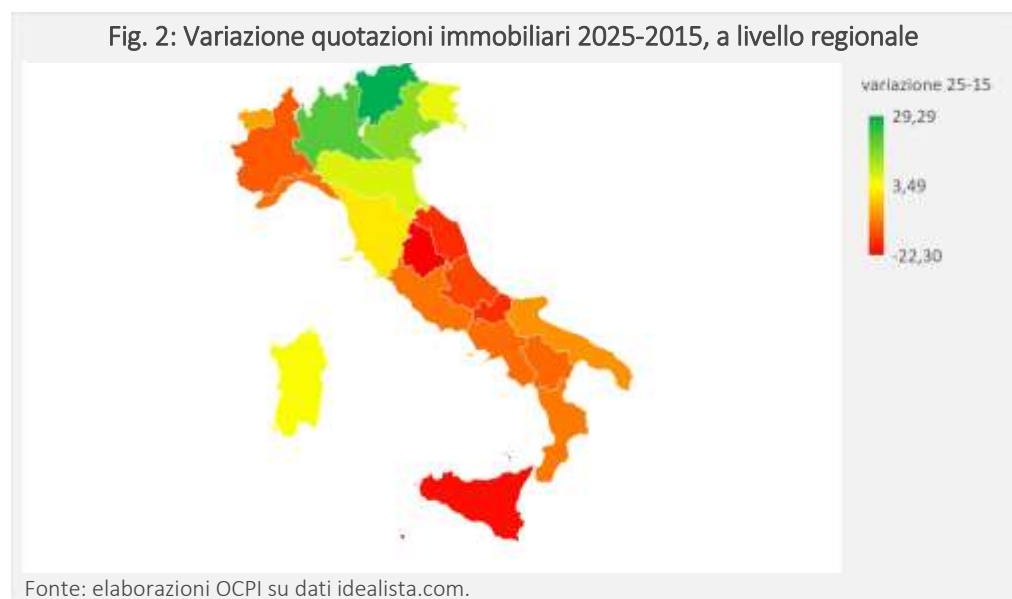 Fig. 2: Variazione quotazioni immobiliari 2025-2015, a livello regionale
variazione 25-15
29,29
3,49
-22,30
Fonte: elaborazioni OCPI su dati idealista.com.